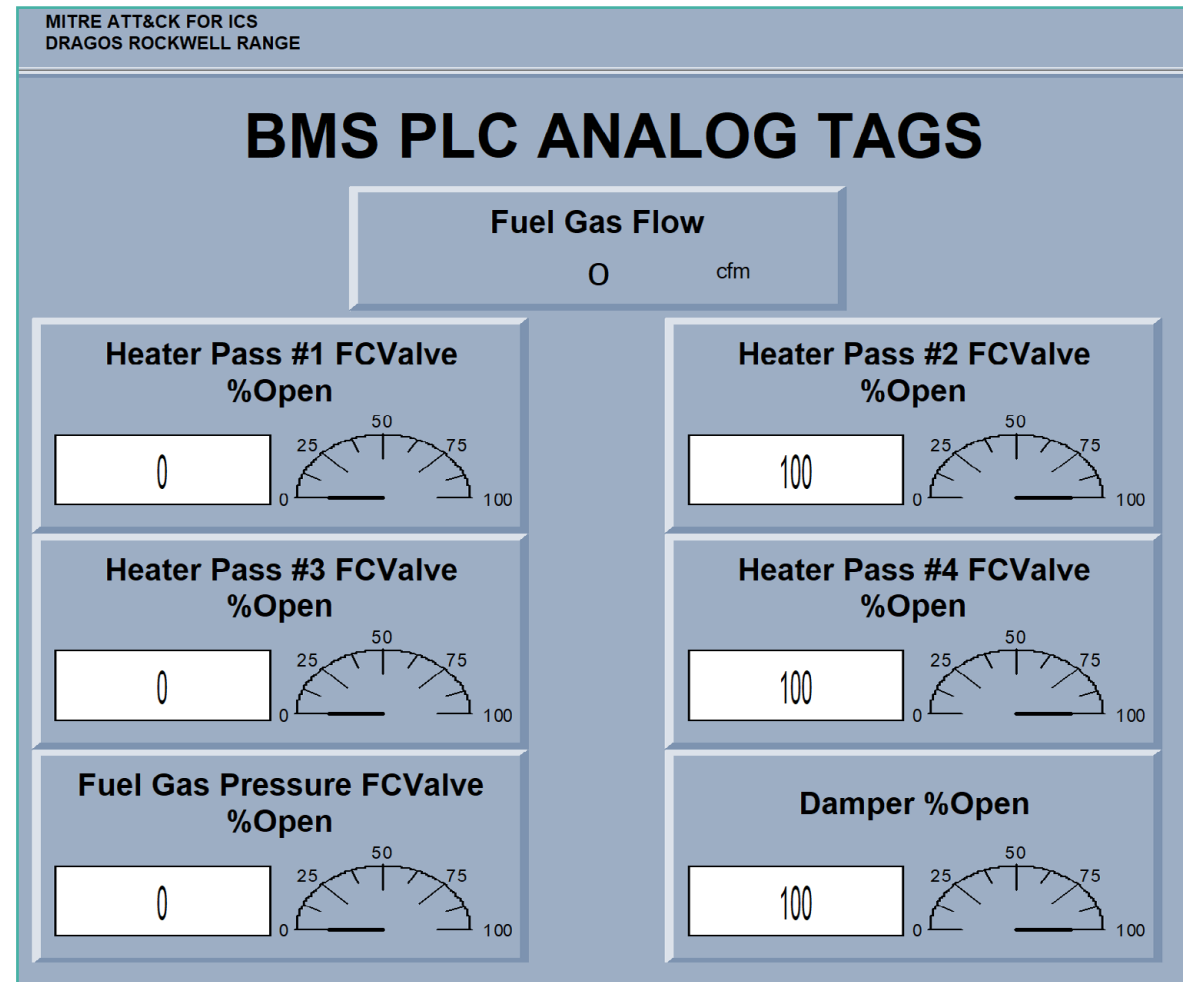 MITRE ATT&CK FOR ICS
DRAGOS ROCKWELL RANGE
BMS PLC ANALOG TAGS
Fuel Gas Flow
0 cfm
Heater Pass #1 FCValve
%Open
0
0 25 50 75 100
Heater Pass #2 FCValve
%Open
100
0 25 50 75 100
Heater Pass #3 FCValve
%Open
0
0 25 50 75 100
Heater Pass #4 FCValve
%Open
100
0 25 50 75 100
Fuel Gas Pressure FCValve
%Open
0
0 25 50 75 100
Damper %Open
100
0 25 50 75 100